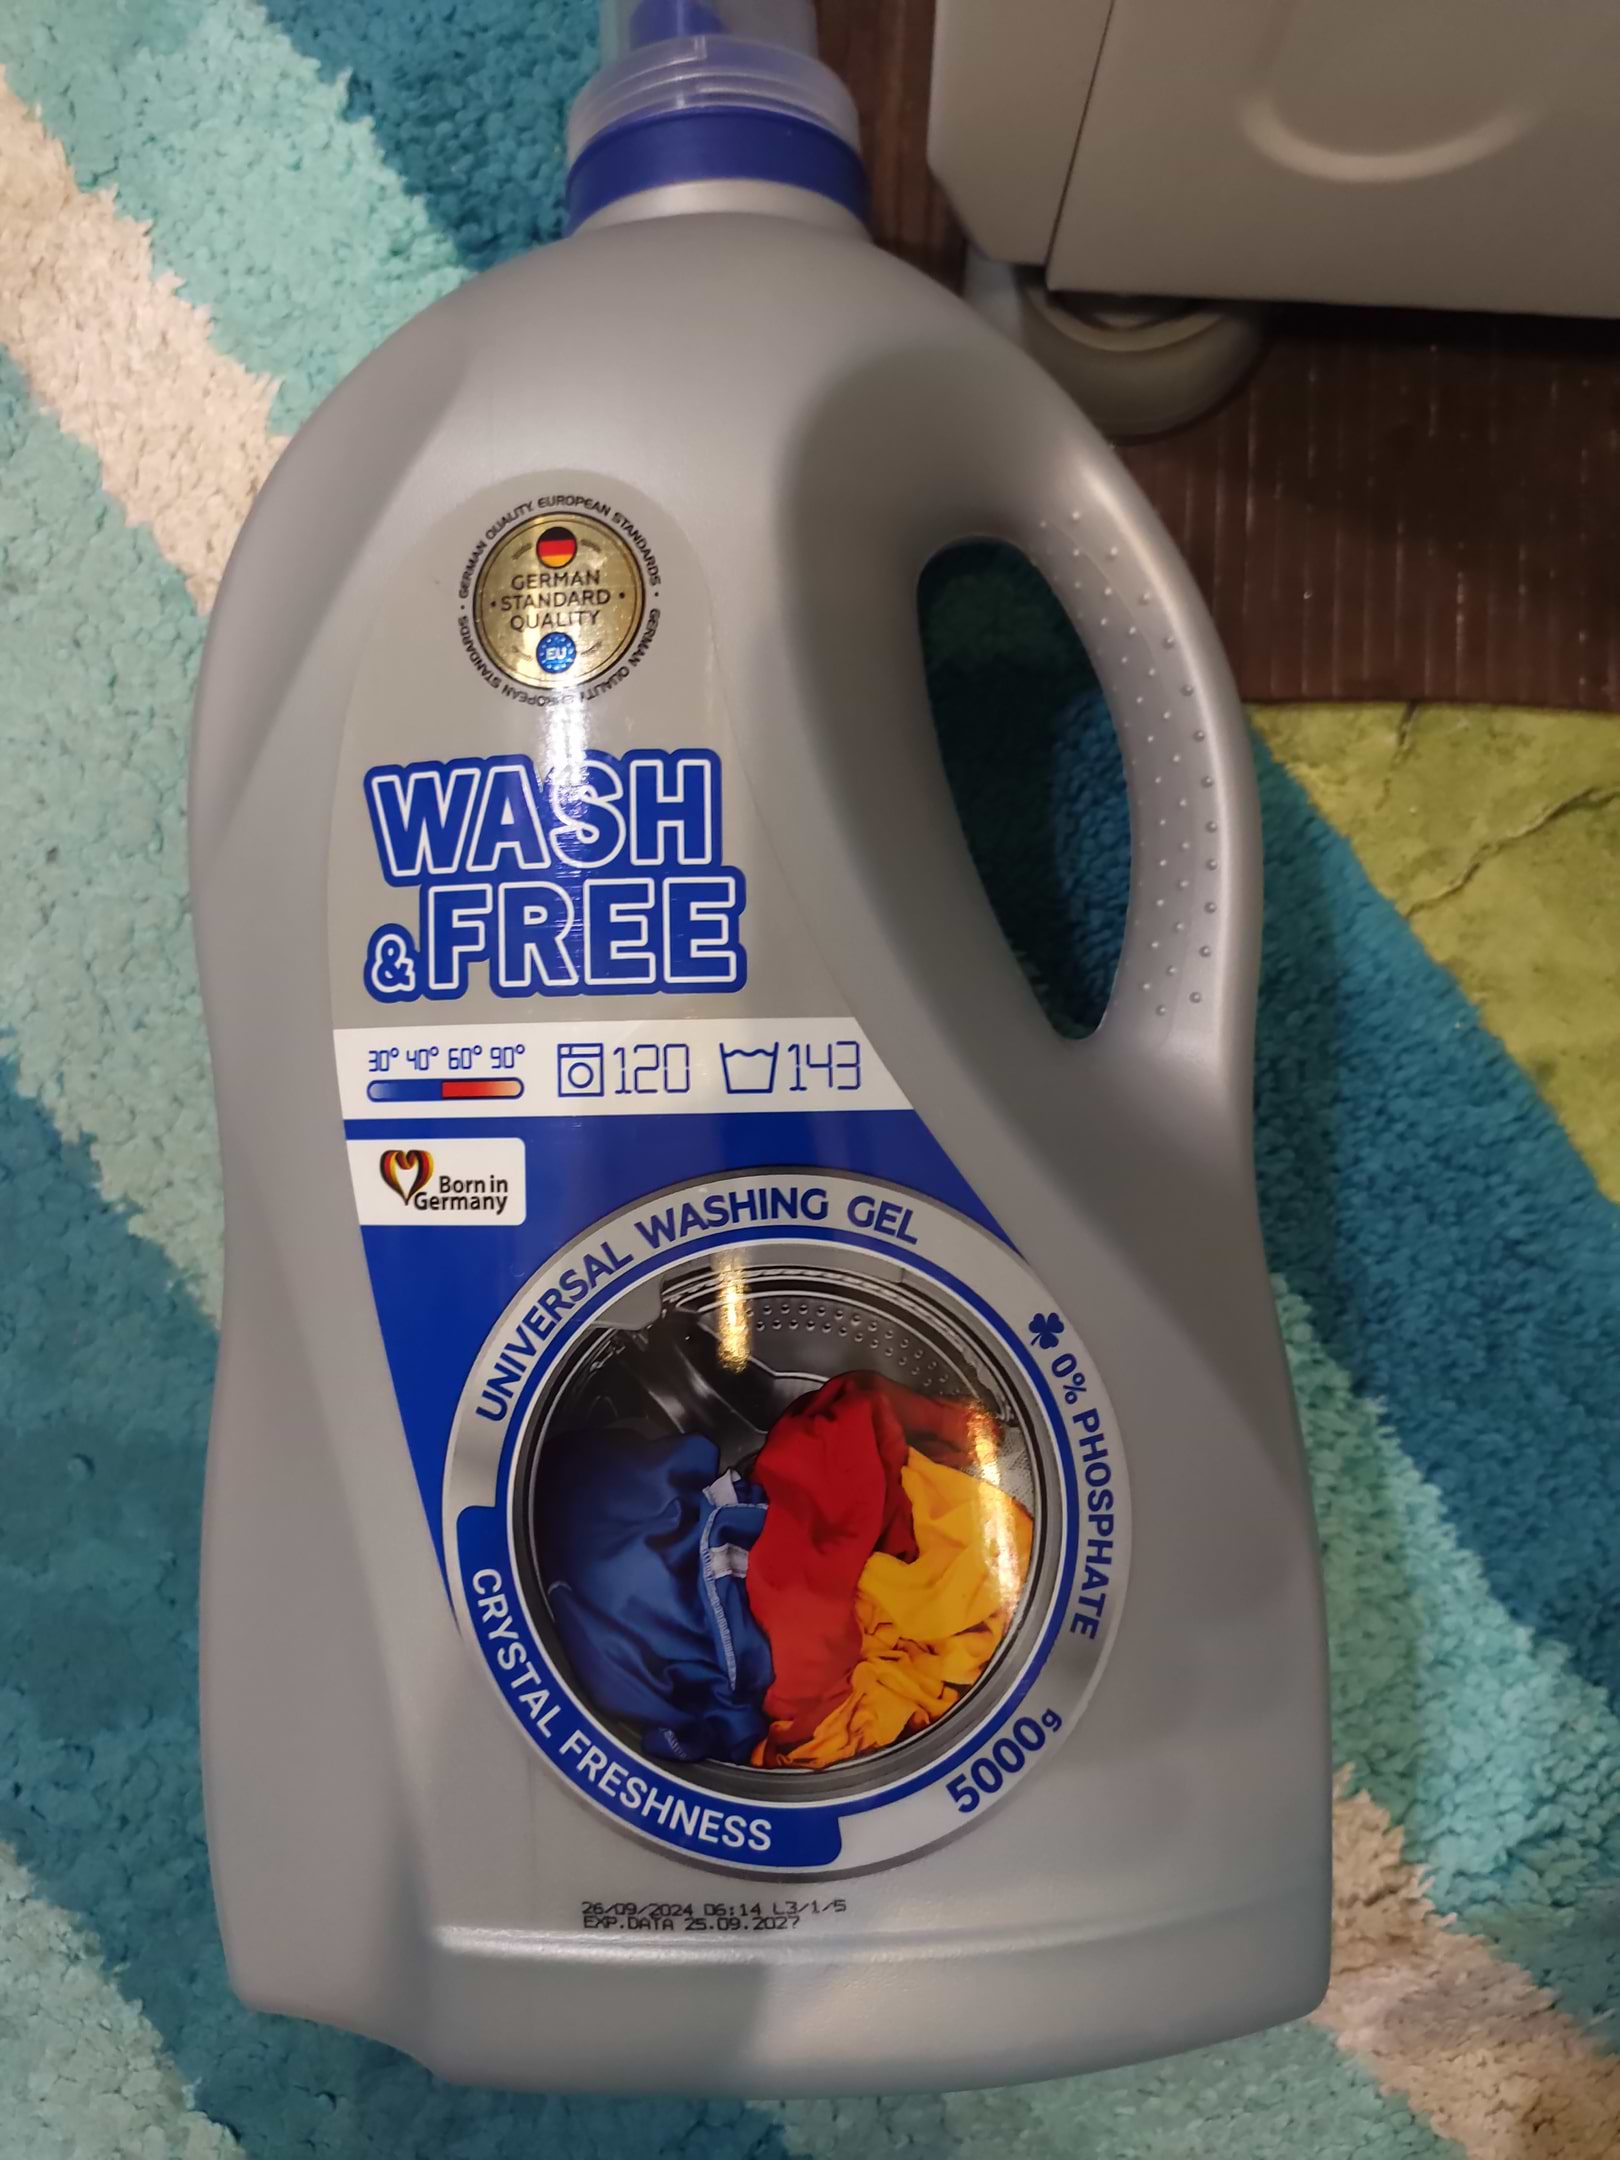 GERMAN QUALITY. EUROPEAN STANDARDS • GERMAN QUALITY. EUROPEAN STANDARDS •
GERMAN
• STANDARD •
QUALITY
EU
WASH
& FREE
30° 40° 60° 90°
120
143
Born in
Germany
UNIVERSAL WASHING GEL
0% PHOSPHATE
CRYSTAL FRESHNESS
5000g
26/09/2024 06:14 L3/1/5
EXP.DATA 25.09.2027